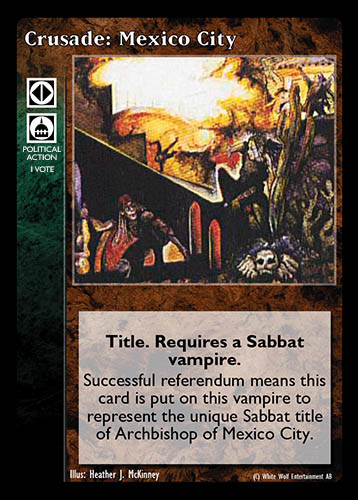 Crusade: Mexico City
POLITICAL
ACTION
1 VOTE
Title. Requires a Sabbat
vampire.
Successful referendum means this
card is put on this vampire to
represent the unique Sabbat title
of Archbishop of Mexico City.
Illus: Heather J. McKinney
(C) White Wolf Entertainment AB